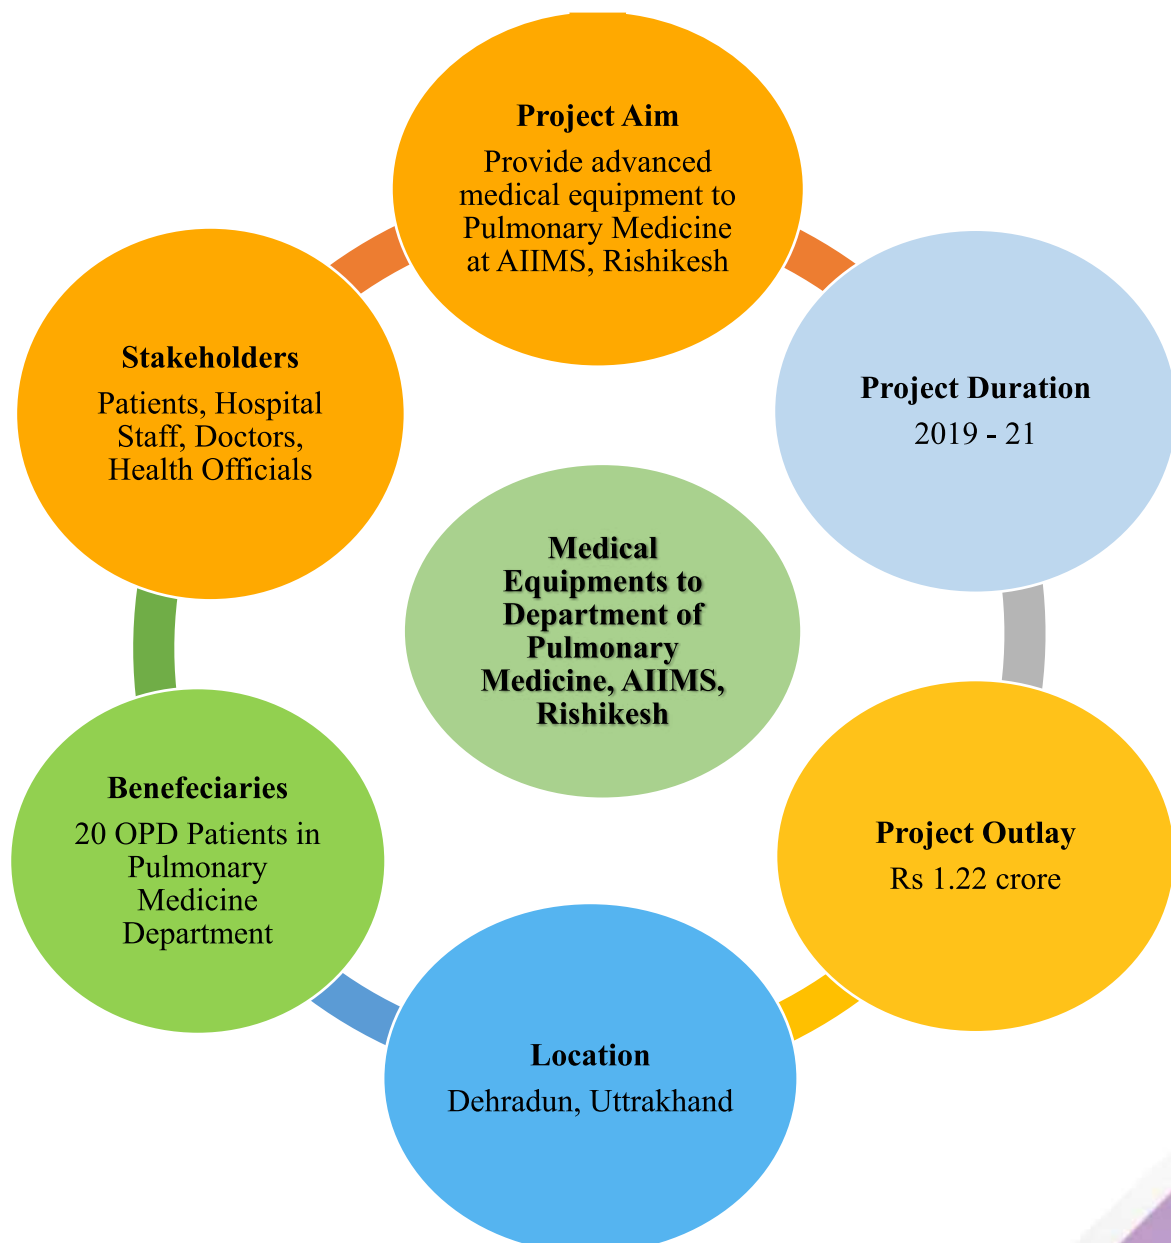 Project Aim
Provide advanced
medical equipment to
Pulmonary Medicine
at AIIMS, Rishikesh
Project Duration
2019 - 21
Project Outlay
Rs 1.22 crore
Location
Dehradun, Uttrakhand
Benefeciaries
20 OPD Patients in
Pulmonary
Medicine
Department
Stakeholders
Patients, Hospital
Staff, Doctors,
Health Officials
Medical
Equipments to
Department of
Pulmonary
Medicine, AIIMS,
Rishikesh